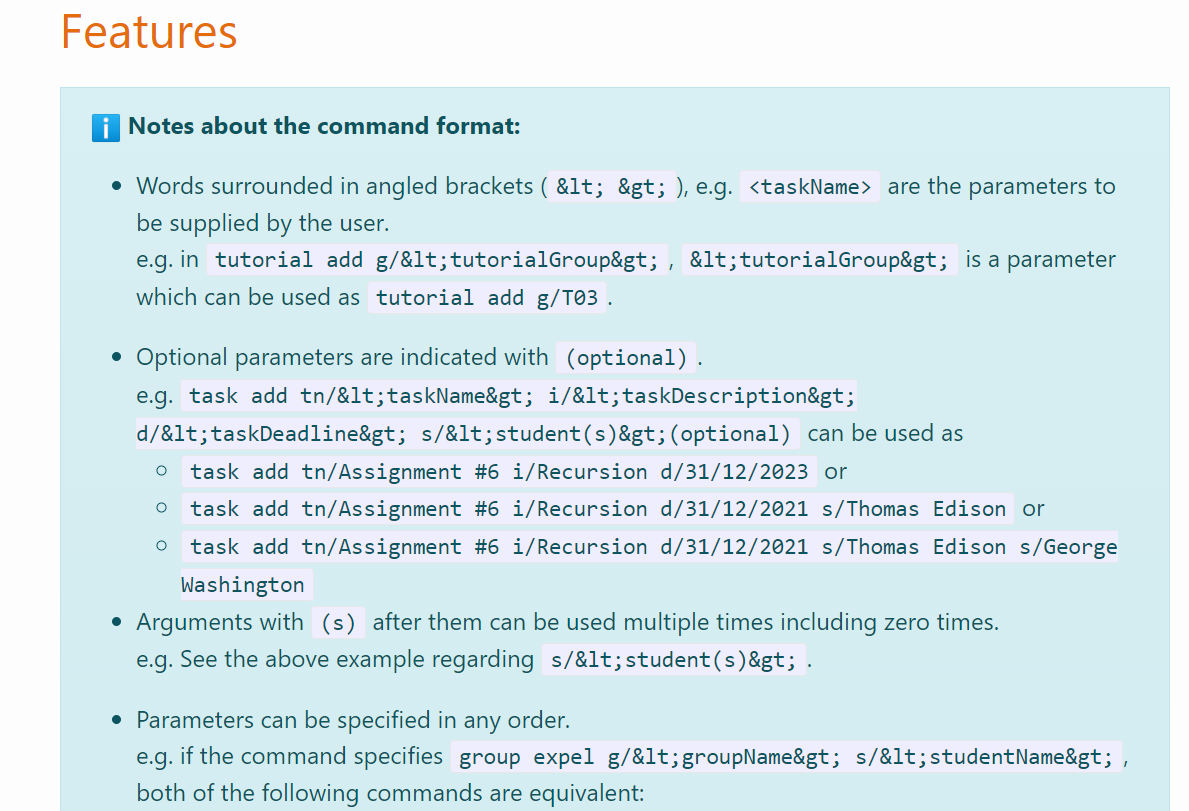 Features
Notes about the command format:
Words surrounded in angled brackets ( &lt; &gt; ), e.g. <taskName> are the parameters to
be supplied by the user.
e.g. in tutorial add g/&lt;tutorialGroup&gt; , &lt;tutorialGroup&gt; is a parameter
which can be used as tutorial add g/T03 .
Optional parameters are indicated with (optional) .
e.g. task add tn/&lt;taskName&gt; i/&lt;taskDescription&gt;
d/&lt;taskDeadline&gt; s/&lt;student(s)&gt;(optional) can be used as
task add tn/Assignment #6 i/Recursion d/31/12/2023 or
task add tn/Assignment #6 i/Recursion d/31/12/2021 s/Thomas Edison or
task add tn/Assignment #6 i/Recursion d/31/12/2021 s/Thomas Edison s/George
Washington
Arguments with (s) after them can be used multiple times including zero times.
e.g. See the above example regarding s/&lt;student(s)&gt; .
Parameters can be specified in any order.
e.g. if the command specifies group expel g/&lt;groupName&gt; s/&lt;studentName&gt; ,
both of the following commands are equivalent: